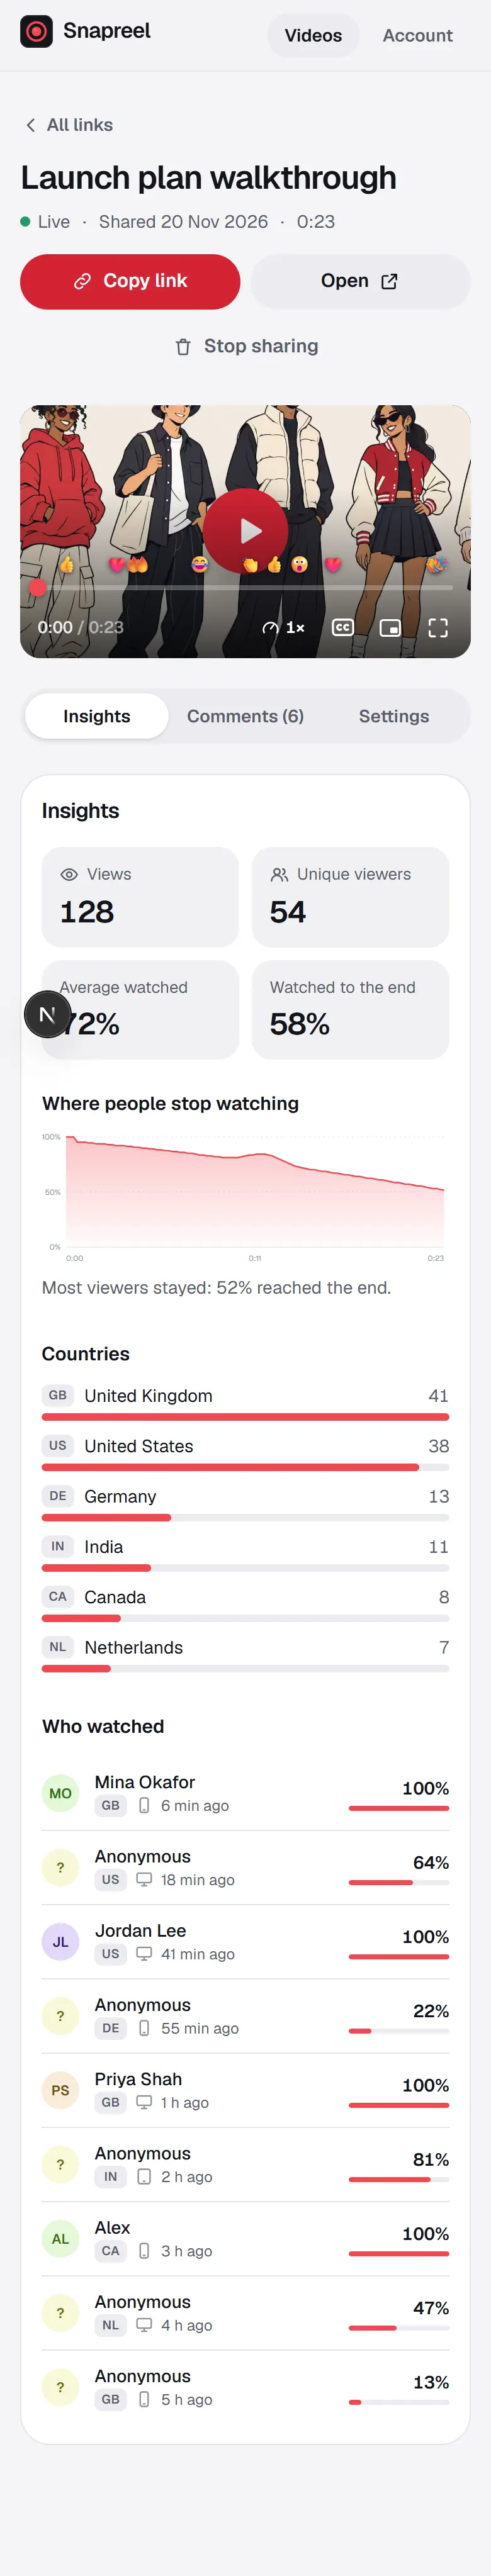 Snapreel
Videos
Account
All links
Launch plan walkthrough
Live · Shared 20 Nov 2026 · 0:23
Copy link
Open
Stop sharing
0:00 / 0:23
1×
CC
Insights
Comments (6)
Settings
Insights
Views
128
Unique viewers
54
Average watched
72%
Watched to the end
58%
N
Where people stop watching
100%
50%
0%
0:00
0:11
0:23
Most viewers stayed: 52% reached the end.
Countries
GB United Kingdom 41
US United States 38
DE Germany 13
IN India 11
CA Canada 8
NL Netherlands 7
Who watched
MO
Mina Okafor
GB 6 min ago
100%
?
Anonymous
US 18 min ago
64%
JL
Jordan Lee
US 41 min ago
100%
?
Anonymous
DE 55 min ago
22%
PS
Priya Shah
GB 1 h ago
100%
?
Anonymous
IN 2 h ago
81%
AL
Alex
CA 3 h ago
100%
?
Anonymous
NL 4 h ago
47%
?
Anonymous
GB 5 h ago
13%